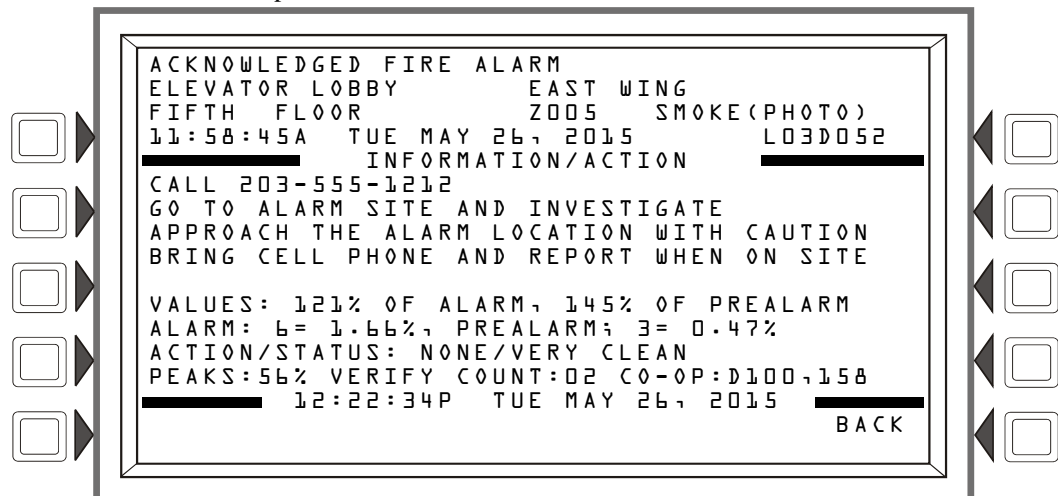 ACKNOWLEDGED FIRE ALARM
ELEVATOR LOBBY EAST WING
FIFTH FLOOR Z005 SMOKE(PHOTO)
11:58:45A TUE MAY 26, 2015 L03D052
INFORMATION/ACTION
CALL 203-555-1212
GO TO ALARM SITE AND INVESTIGATE
APPROACH THE ALARM LOCATION WITH CAUTION
BRING CELL PHONE AND REPORT WHEN ON SITE
VALUES: 121% OF ALARM, 145% OF PREALARM
ALARM: 6= 1.66%, PREALARM; 3= 0.47%
ACTION/STATUS: NONE/VERY CLEAN
PEAKS:56% VERIFY COUNT:02 CO-OP:D100,158
12:22:34P TUE MAY 26, 2015
BACK